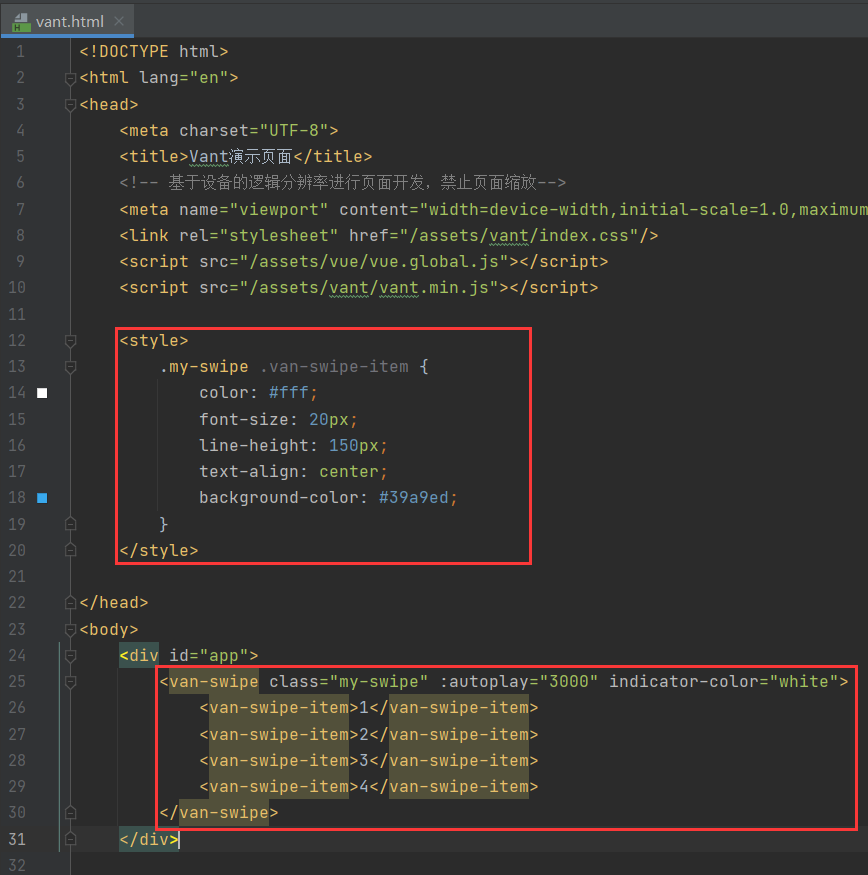 vant.html
1 <!DOCTYPE html>
2 <html lang="en">
3 <head>
4 <meta charset="UTF-8">
5 <title>Vant演示页面</title>
6 <!-- 基于设备的逻辑分辨率进行页面开发，禁止页面缩放-->
7 <meta name="viewport" content="width=device-width,initial-scale=1.0,maximum
8 <link rel="stylesheet" href="/assets/vant/index.css"/>
9 <script src="/assets/vue/vue.global.js"></script>
10 <script src="/assets/vant/vant.min.js"></script>
11
12 <style>
13 .my-swipe .van-swipe-item {
14 color: #fff;
15 font-size: 20px;
16 line-height: 150px;
17 text-align: center;
18 background-color: #39a9ed;
19 }
20 </style>
21
22 </head>
23 <body>
24 <div id="app">
25 <van-swipe class="my-swipe" :autoplay="3000" indicator-color="white">
26 <van-swipe-item>1</van-swipe-item>
27 <van-swipe-item>2</van-swipe-item>
28 <van-swipe-item>3</van-swipe-item>
29 <van-swipe-item>4</van-swipe-item>
30 </van-swipe>
31 </div>
32